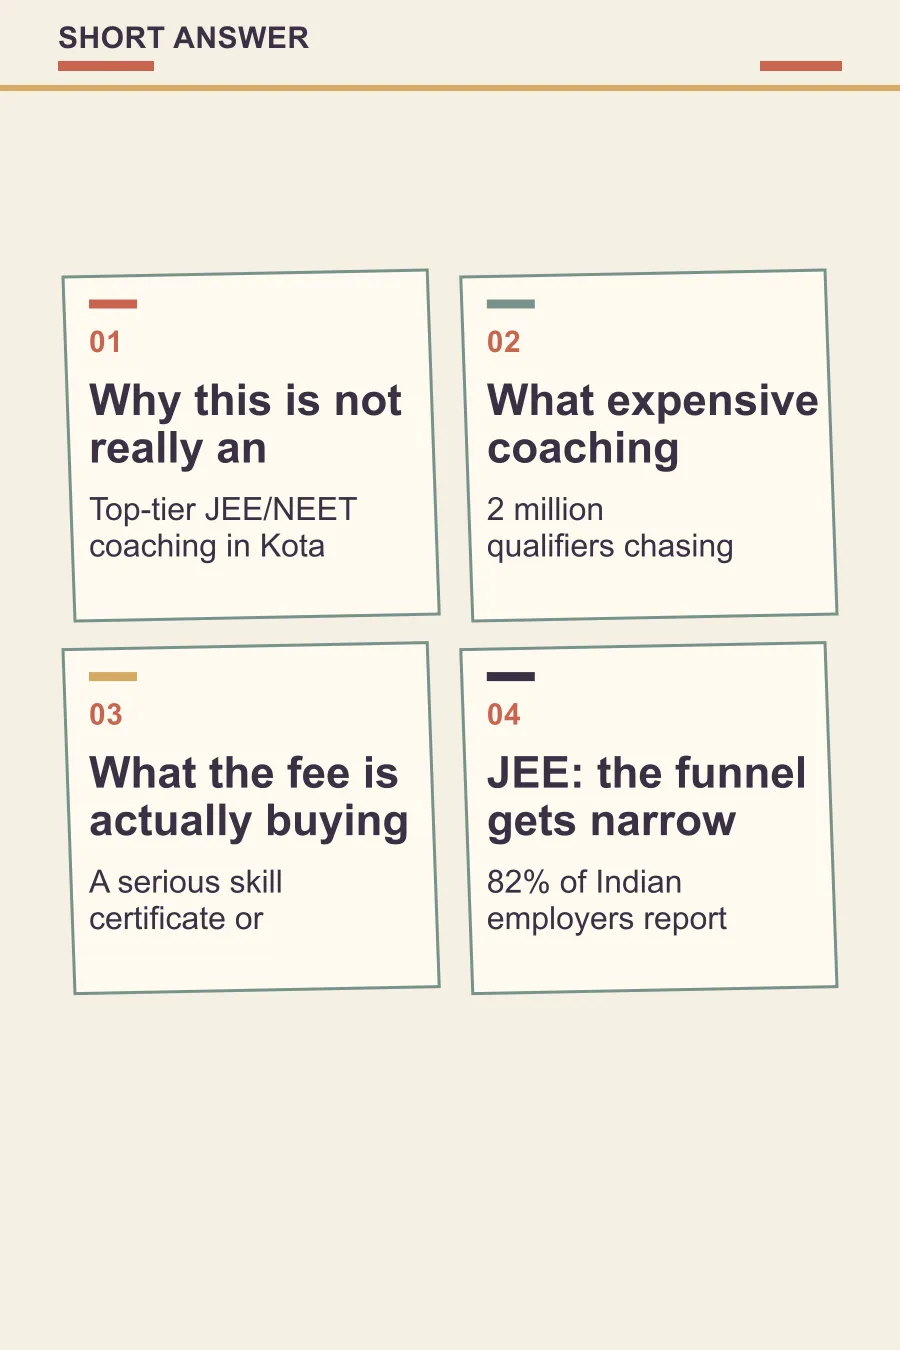 SHORT ANSWER
01
Why this is not
really an
Top-tier JEE/NEET
coaching in Kota
02
What expensive
coaching
2 million
qualifiers chasing
03
What the fee is
actually buying
A serious skill
certificate or
04
JEE: the funnel
gets narrow
82% of Indian
employers report